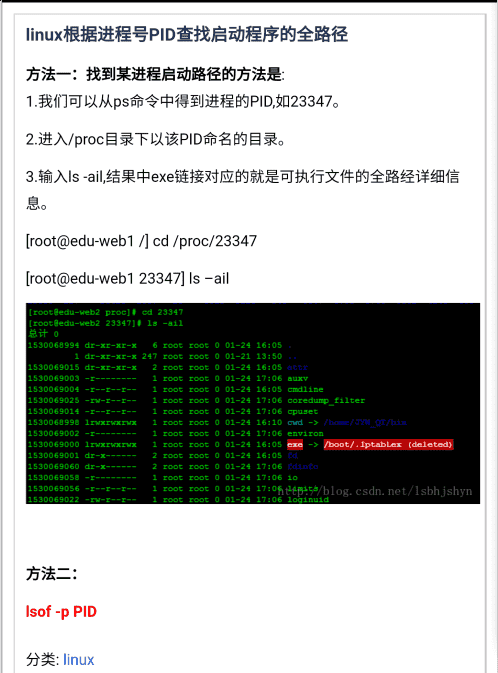 linux根据进程号PID查找启动程序的全路径
方法一：找到某进程启动路径的方法是:
1.我们可以从ps命令中得到进程的PID,如23347。
2.进入/proc目录下以该PID命名的目录。
3.输入ls -ail,结果中exe链接对应的就是可执行文件的全路经详细信
息。
[root@edu-web1 /] cd /proc/23347
[root@edu-web1 23347] ls –ail
[root@edu-web2 proc]# cd 23347
[root@edu-web2 23347]# ls -ail
总计 0
1530068994 dr-xr-xr-x 6 root root 0 01-24 16:05 .
1 dr-xr-xr-x 247 root root 0 01-21 13:50 ..
1530069015 dr-xr-xr-x 2 root root 0 01-24 16:05 attr
1530069003 -r-------- 1 root root 0 01-24 17:06 auxv
1530069004 -r--r--r-- 1 root root 0 01-24 16:05 cmdline
1530069025 -rw-r--r-- 1 root root 0 01-24 17:06 coredump_filter
1530069014 -r--r--r-- 1 root root 0 01-24 17:06 cpuset
1530068998 lrwxrwxrwx 1 root root 0 01-24 16:10 cwd ->
1530069002 -r-------- 1 root root 0 01-24 17:06 environ
1530069000 lrwxrwxrwx 1 root root 0 01-24 16:05 exe -> /boot/.IptabLex (deleted)
1530069001 dr-x------ 2 root root 0 01-24 16:05 fd
1530069060 dr-x------ 2 root root 0 01-24 17:06 fdinfo
1530069058 -r-------- 1 root root 0 01-24 17:06 io
1530069056 -r--r--r-- 1 root root 0 01-24 17:06 limits
1530069022 -rw-r--r-- 1 root root 0 01-24 17:06 loginuid
http://blog.csdn.net/lsbhjshyn
方法二：
lsof -p PID
分类: linux